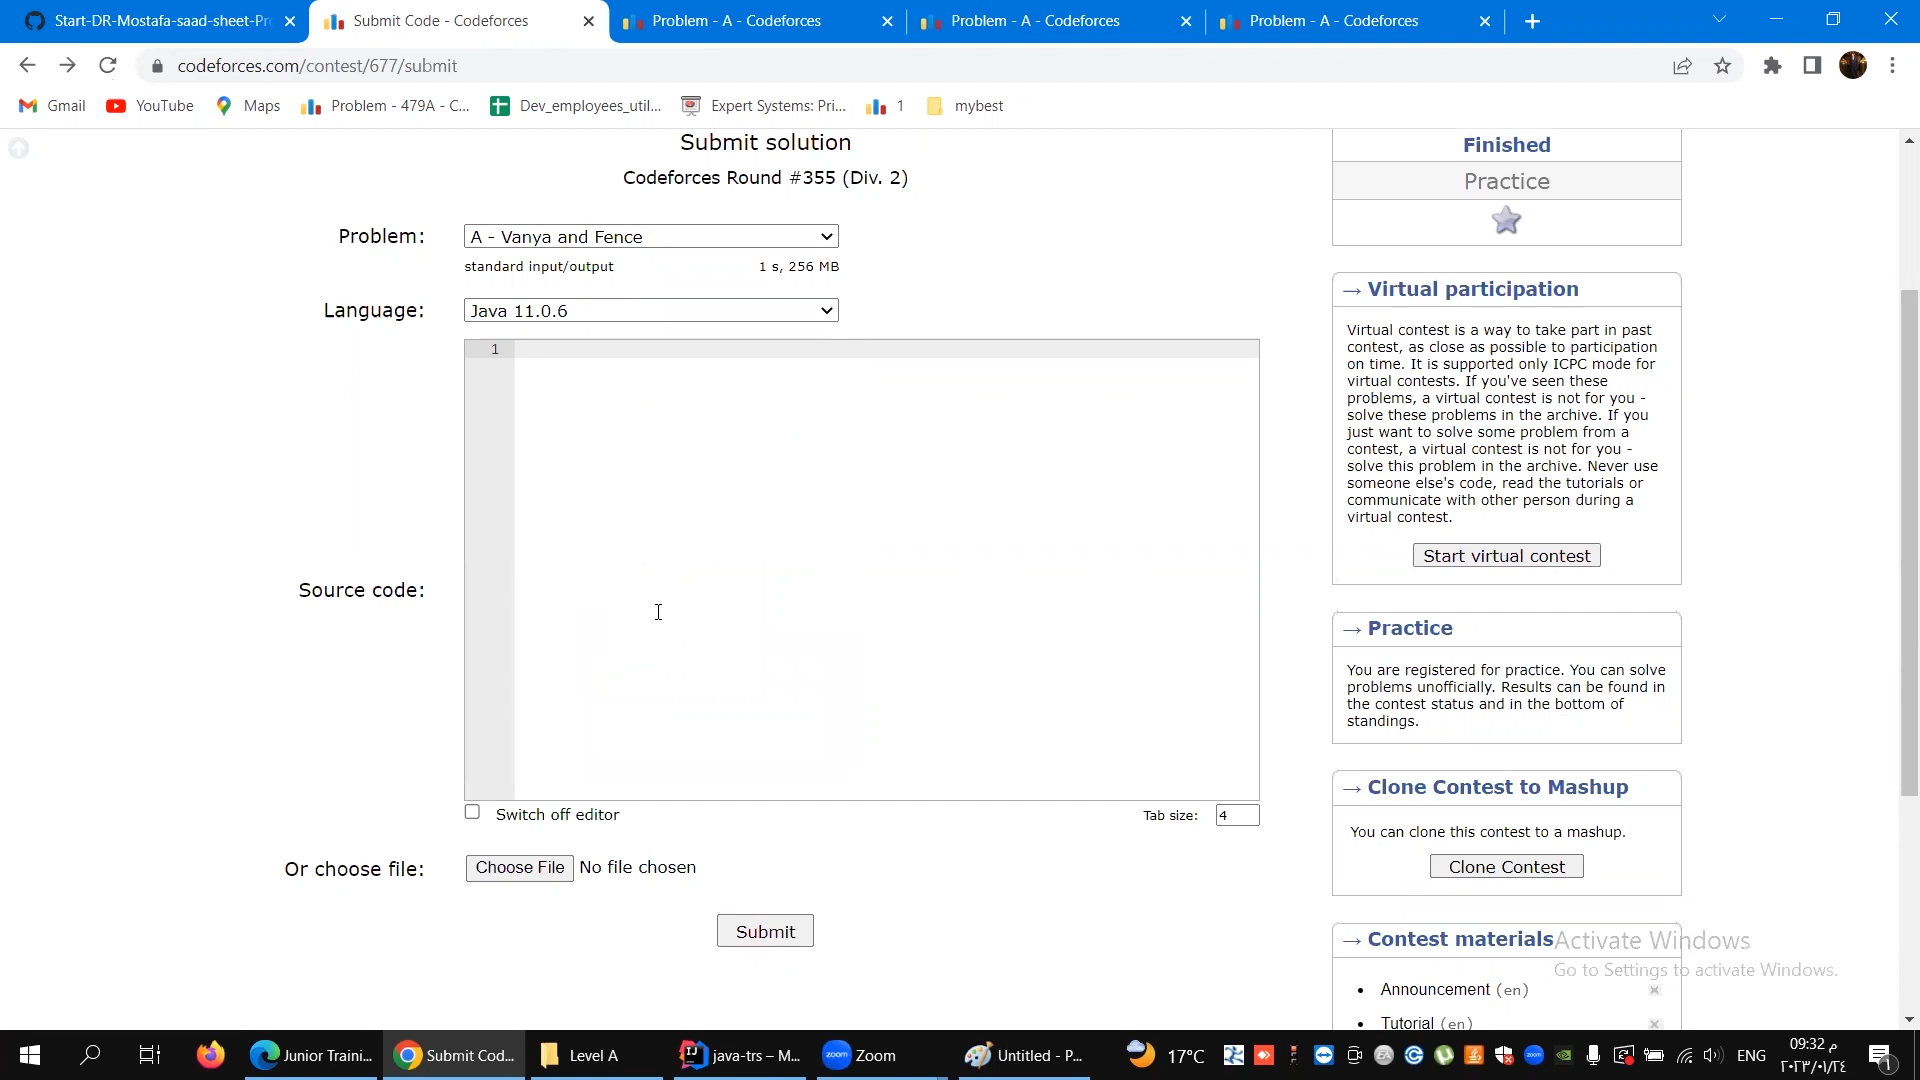 Start-DR-Mostafa-saad-sheet-Pr
Submit Code - Codeforces
Problem - A - Codeforces
Problem - A - Codeforces
Problem - A - Codeforces
codeforces.com/contest/677/submit
Gmail
YouTube
Maps
Problem - 479A - C...
Dev_employees_util...
Expert Systems: Pri...
1
mybest
Submit solution
Codeforces Round #355 (Div. 2)
Problem:
A - Vanya and Fence
standard input/output
1 s, 256 MB
Language:
Java 11.0.6
1
Source code:
Switch off editor
Tab size:
4
Or choose file:
Choose File
No file chosen
Submit
Finished
Practice
→ Virtual participation
Virtual contest is a way to take part in past
contest, as close as possible to participation
on time. It is supported only ICPC mode for
virtual contests. If you've seen these
problems, a virtual contest is not for you -
solve these problems in the archive. If you
just want to solve some problem from a
contest, a virtual contest is not for you -
solve this problem in the archive. Never use
someone else's code, read the tutorials or
communicate with other person during a
virtual contest.
Start virtual contest
→ Practice
You are registered for practice. You can solve
problems unofficially. Results can be found in
the contest status and in the bottom of
standings.
→ Clone Contest to Mashup
You can clone this contest to a mashup.
Clone Contest
→ Contest materials
Announcement (en)
Tutorial (en)
Activate Windows
Go to Settings to activate Windows.
Junior Traini...
Submit Cod...
Level A
java-trs – M...
zoom
Zoom
Untitled - P...
17°C
ENG
09:32 م
٢٠٢٣/٠١/٢٤
1